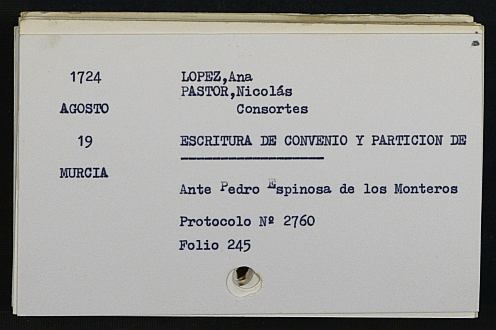 1724
LOPEZ,Ana
PASTOR,Nicolás
AGOSTO
Consortes
19
ESCRITURA DE CONVENIO Y PARTICION DE
MURCIA
Ante Pedro Espinosa de los Monteros
Protocolo Nº 2760
Folio 245